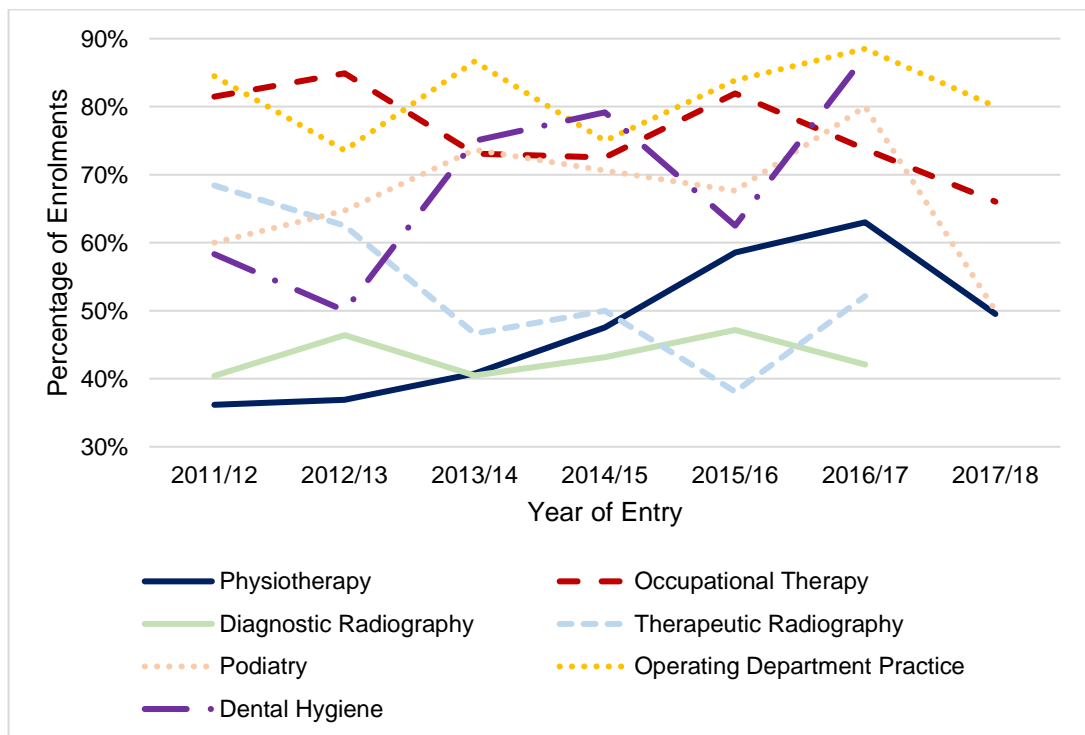 90%
80%
70%
60%
50%
40%
30%
Percentage of Enrolments
2011/12 2012/13 2013/14 2014/15 2015/16 2016/17 2017/18
Year of Entry
Physiotherapy Occupational Therapy
Diagnostic Radiography Therapeutic Radiography
Podiatry Operating Department Practice
Dental Hygiene